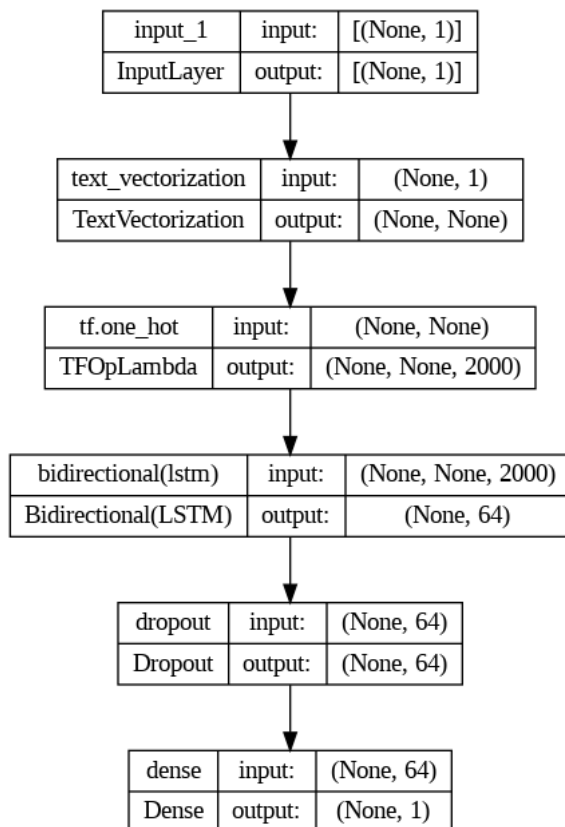 input_1 input: [(None, 1)]
InputLayer output: [(None, 1)]
text_vectorization input: (None, 1)
TextVectorization output: (None, None)
tf.one_hot input: (None, None)
TFOpLambda output: (None, None, 2000)
bidirectional(lstm) input: (None, None, 2000)
Bidirectional(LSTM) output: (None, 64)
dropout input: (None, 64)
Dropout output: (None, 64)
dense input: (None, 64)
Dense output: (None, 1)